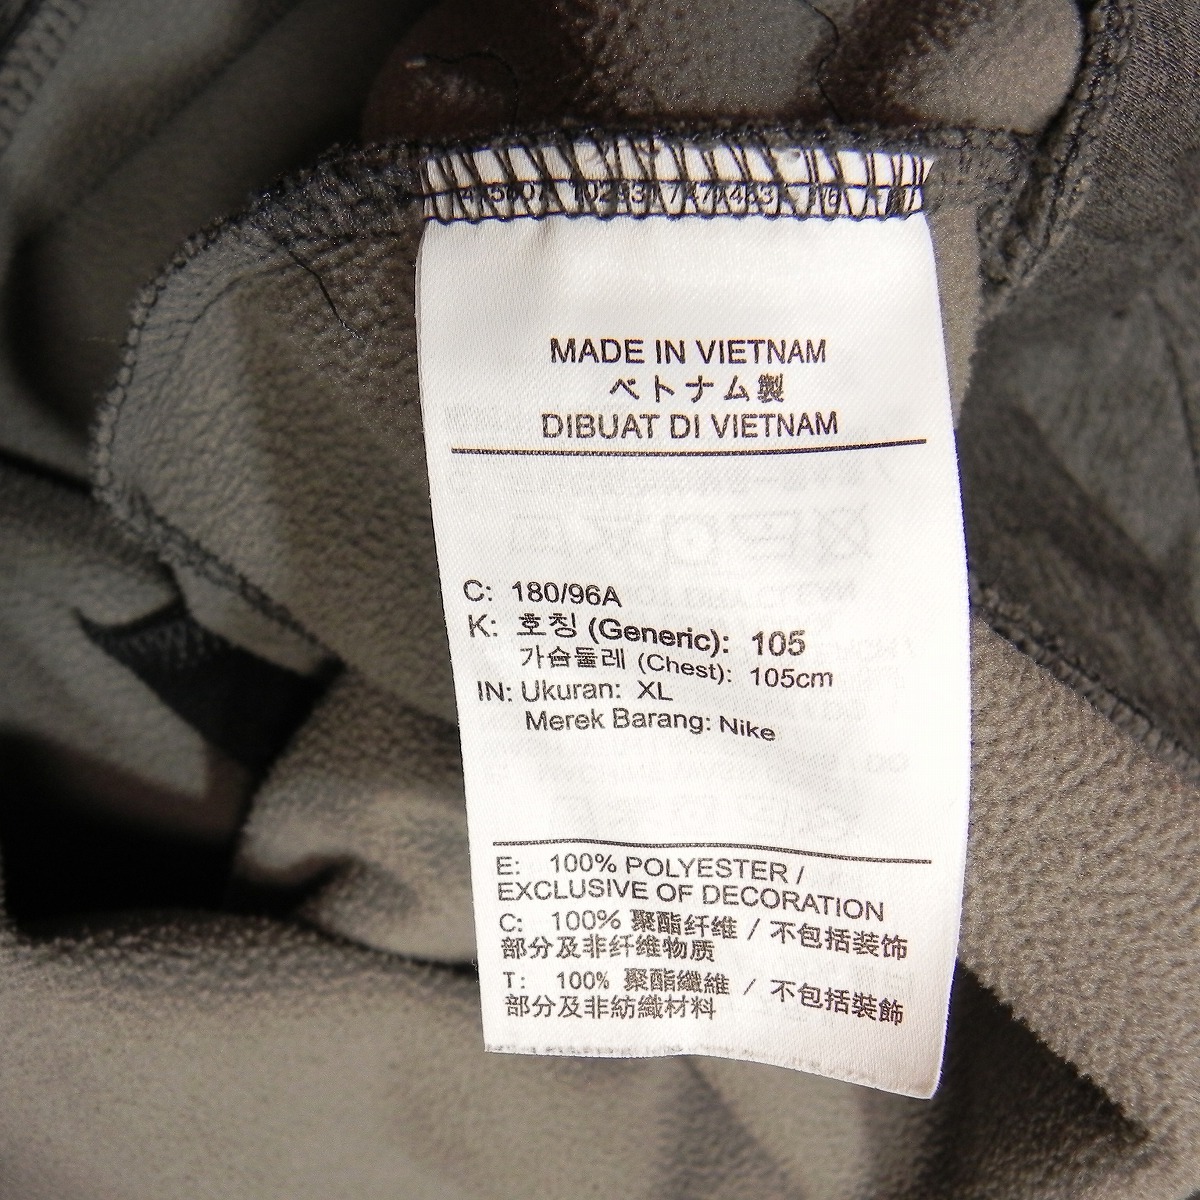 MADE IN VIETNAM
ベトナム製
DIBUAT DI VIETNAM
C: 180/96A
K: 호칭 (Generic): 105
가슴둘레 (Chest): 105cm
IN: Ukuran: XL
Merek Barang: Nike
E: 100% POLYESTER /
EXCLUSIVE OF DECORATION
C: 100% 聚酯纤维 / 不包括装饰
部分及非纤维物质
T: 100% 聚酯纖維 / 不包括裝飾
部分及非紡織材料